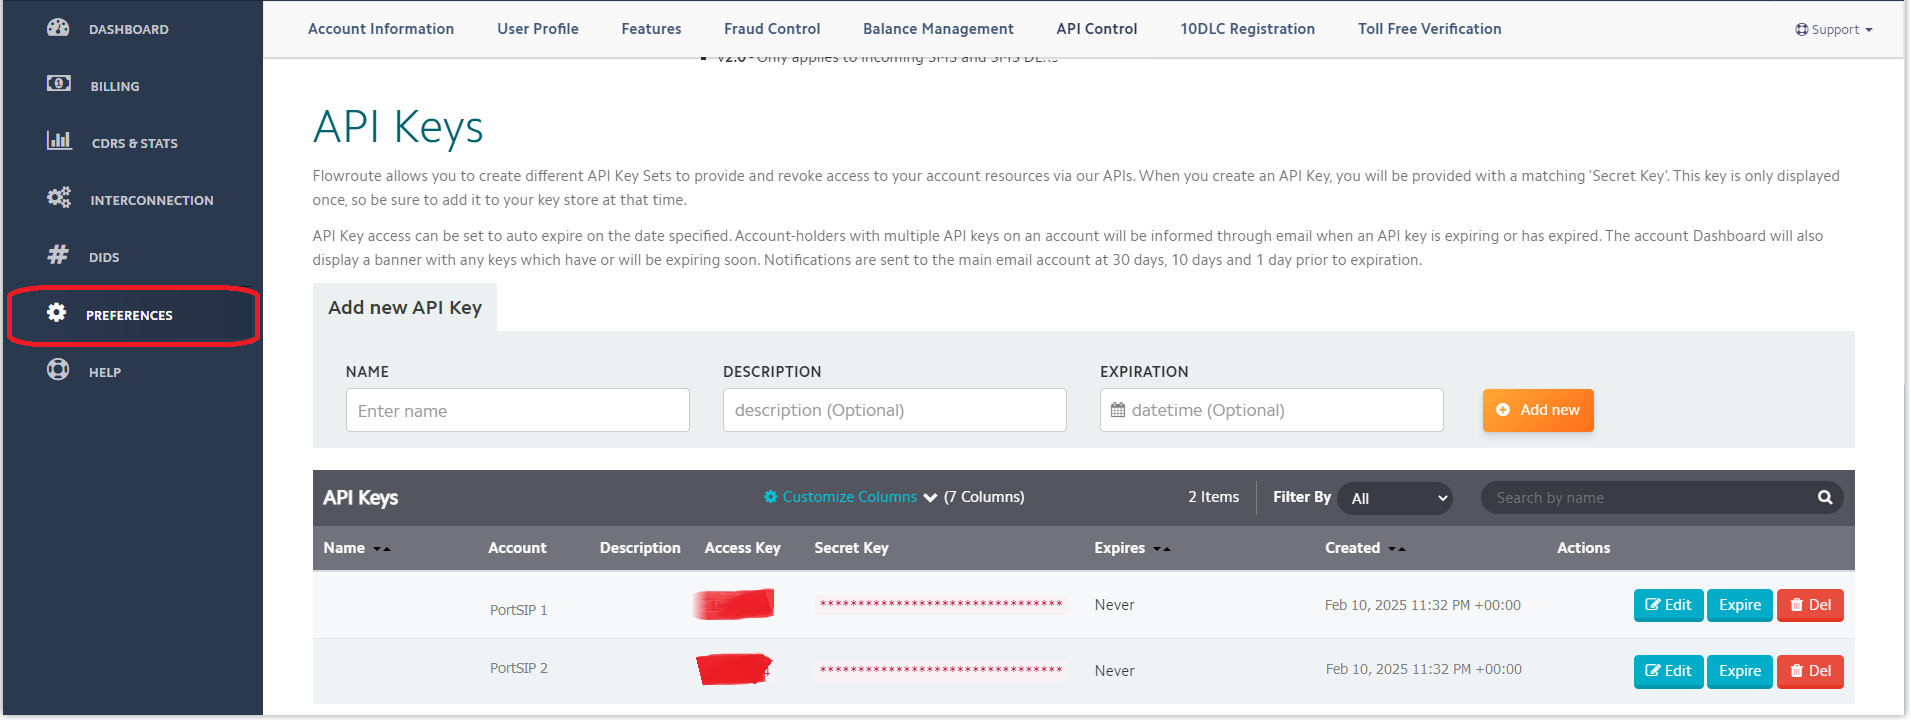 DASHBOARD
BILLING
CDRS & STATS
INTERCONNECTION
DIDS
PREFERENCES
HELP
Account Information User Profile Features Fraud Control Balance Management API Control 10DLC Registration Toll Free Verification Support
v2.0 - Only applies to incoming SMS and SMS DLRs
API Keys
Flowroute allows you to create different API Key Sets to provide and revoke access to your account resources via our APIs. When you create an API Key, you will be provided with a matching 'Secret Key'. This key is only displayed
once, so be sure to add it to your key store at that time.
API Key access can be set to auto expire on the date specified. Account-holders with multiple API keys on an account will be informed through email when an API key is expiring or has expired. The account Dashboard will also
display a banner with any keys which have or will be expiring soon. Notifications are sent to the main email account at 30 days, 10 days and 1 day prior to expiration.
Add new API Key
NAME DESCRIPTION EXPIRATION
Enter name description (Optional) datetime (Optional) Add new
API Keys Customize Columns (7 Columns) 2 Items Filter By All Search by name
Name Account Description Access Key Secret Key Expires Created Actions
PortSIP 1 ******************************** Never Feb 10, 2025 11:32 PM +00:00 Edit Expire Del
PortSIP 2 ******************************** Never Feb 10, 2025 11:32 PM +00:00 Edit Expire Del